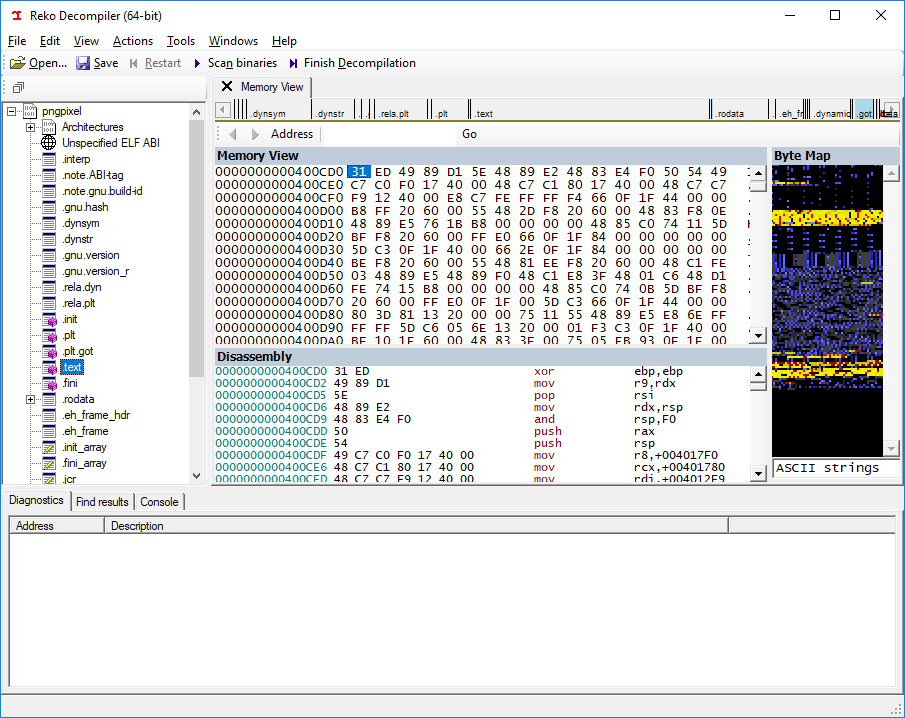 Reko Decompiler (64-bit)
File Edit View Actions Tools Windows Help
Open... Save Restart Scan binaries Finish Decompilation
pngpixel
Architectures
Unspecified ELF ABI
.interp
.note.ABI-tag
.note.gnu.build-id
.gnu.hash
.dynsym
.dynstr
.gnu.version
.gnu.version_r
.rela.dyn
.rela.plt
.init
.plt
.plt.got
.text
.fini
.rodata
.eh_frame_hdr
.eh_frame
.init_array
.fini_array
.jcr
Memory View
.dynsym .dynstr .rela.plt .plt .text .rodata .eh_fr .dynamic .got
Address Go
Memory View
0000000000400CD0 31 ED 49 89 D1 5E 48 89 E2 48 83 E4 F0 50 54 49
0000000000400CE0 C7 C0 F0 17 40 00 48 C7 C1 80 17 40 00 48 C7 C7
0000000000400CF0 F9 12 40 00 E8 C7 FE FF FF F4 66 0F 1F 44 00 00
0000000000400D00 B8 FF 20 60 00 55 48 2D F8 20 60 00 48 83 F8 0E
0000000000400D10 48 89 E5 76 1B B8 00 00 00 00 48 85 C0 74 11 5D
0000000000400D20 BF F8 20 60 00 FF E0 66 0F 1F 84 00 00 00 00 00
0000000000400D30 5D C3 0F 1F 40 00 66 2E 0F 1F 84 00 00 00 00 00
0000000000400D40 BE F8 20 60 00 55 48 81 EE F8 20 60 00 48 C1 FE
0000000000400D50 03 48 89 E5 48 89 F0 48 C1 E8 3F 48 01 C6 48 D1
0000000000400D60 FE 74 15 B8 00 00 00 00 48 85 C0 74 0B 5D BF F8
0000000000400D70 20 60 00 FF E0 0F 1F 00 5D C3 66 0F 1F 44 00 00
0000000000400D80 80 3D 81 13 20 00 00 75 11 55 48 89 E5 E8 6E FF
0000000000400D90 FF FF 5D C6 05 6E 13 20 00 01 F3 C3 0F 1F 40 00
0000000000400DA0 BF 10 1E 60 00 48 83 3F 00 75 05 EB 93 0F 1F 00
Disassembly
0000000000400CD0 31 ED xor ebp,ebp
0000000000400CD2 49 89 D1 mov r9,rdx
0000000000400CD5 5E pop rsi
0000000000400CD6 48 89 E2 mov rdx,rsp
0000000000400CD9 48 83 E4 F0 and rsp,F0
0000000000400CDD 50 push rax
0000000000400CDE 54 push rsp
0000000000400CDF 49 C7 C0 F0 17 40 00 mov r8,+004017F0
0000000000400CE6 48 C7 C1 80 17 40 00 mov rcx,+00401780
0000000000400CED 48 C7 C7 F9 12 40 00 mov rdi,+004012F9
Byte Map
ASCII strings
Diagnostics Find results Console
Address Description